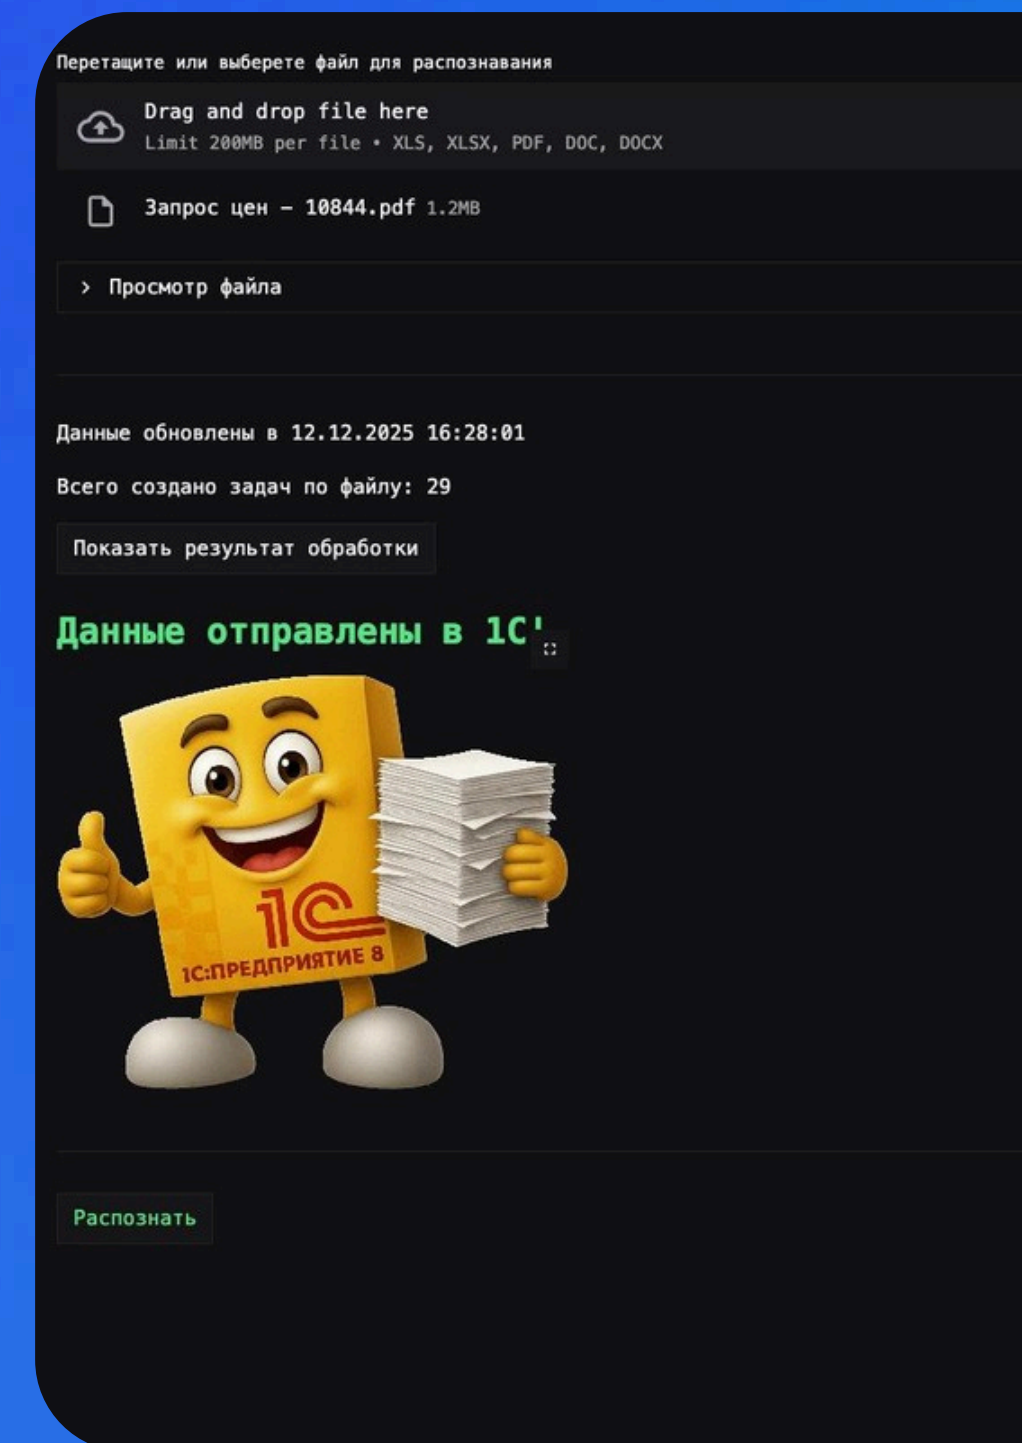 Перетащите или выберете файл для распознавания
Drag and drop file here
Limit 200MB per file • XLS, XLSX, PDF, DOC, DOCX
Запрос цен – 10844.pdf 1.2MB
Просмотр файла
Данные обновлены в 12.12.2025 16:28:01
Всего создано задач по файлу: 29
Показать результат обработки
Данные отправлены в 1С!
1С
1С:ПРЕДПРИЯТИЕ 8
Распознать